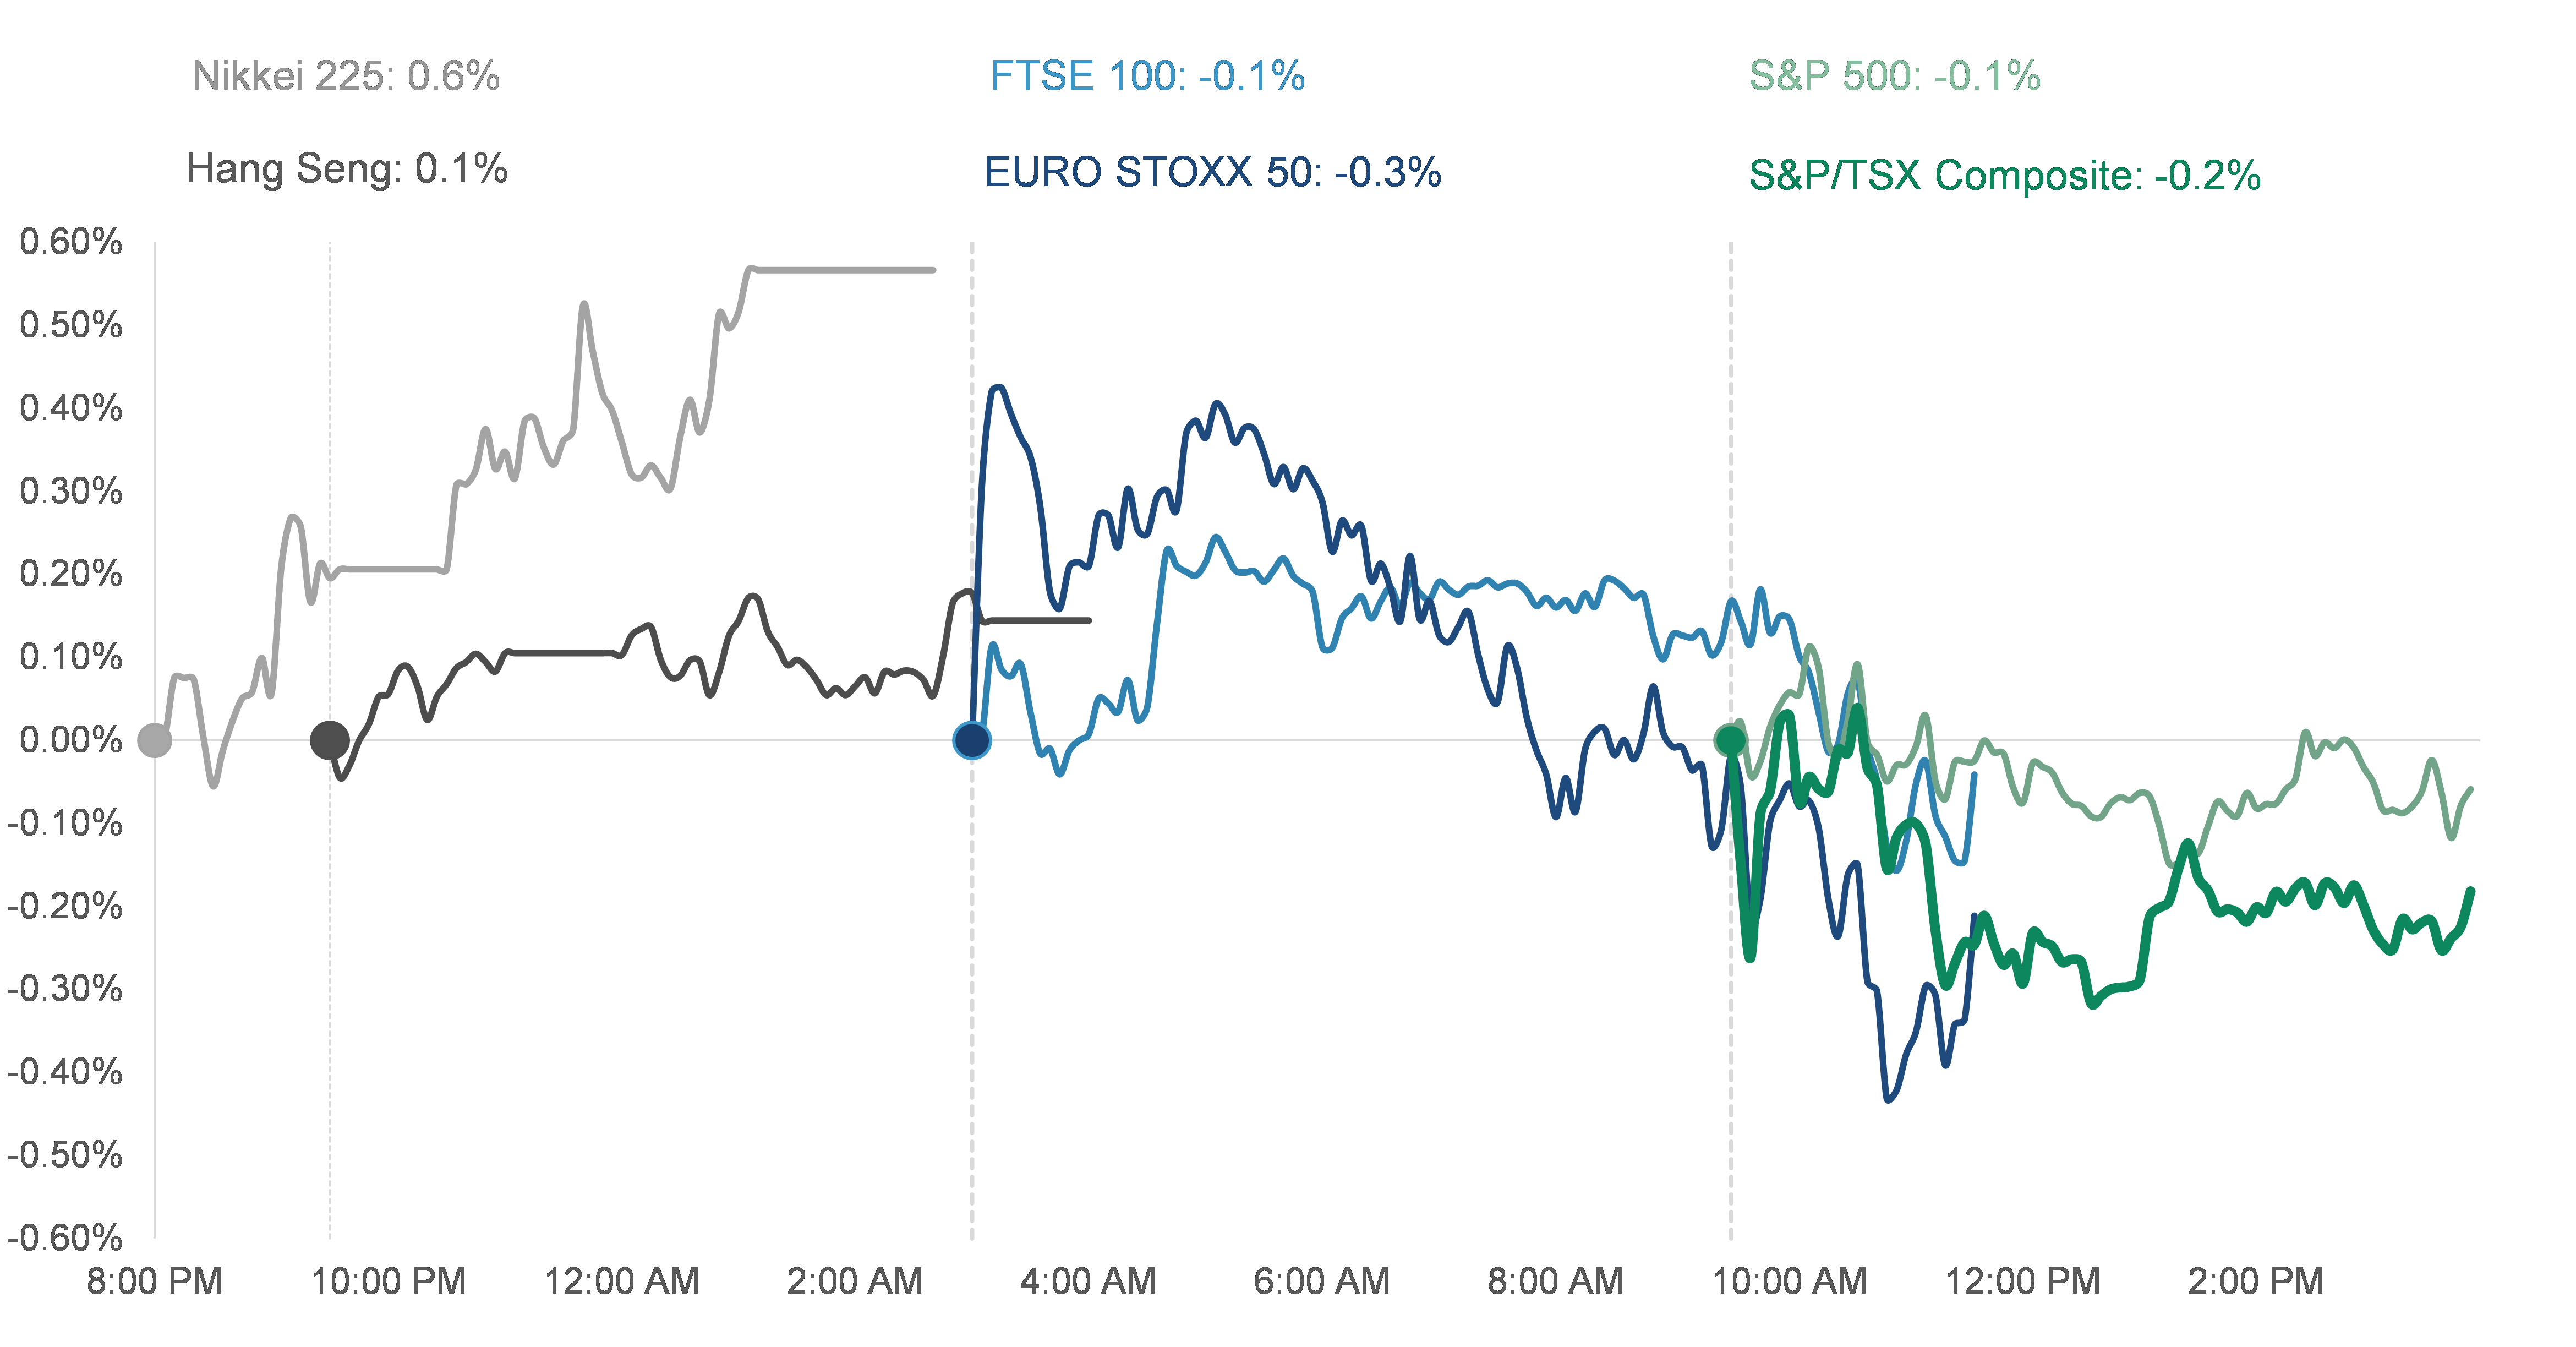 Nikkei 225: 0.6%
FTSE 100: -0.1%
S&P 500: -0.1%
Hang Seng: 0.1%
EURO STOXX 50: -0.3%
S&P/TSX Composite: -0.2%
0.60%
0.50%
0.40%
0.30%
0.20%
0.10%
0.00%
-0.10%
-0.20%
-0.30%
-0.40%
-0.50%
-0.60%
8:00 PM
10:00 PM
12:00 AM
2:00 AM
4:00 AM
6:00 AM
8:00 AM
10:00 AM
12:00 PM
2:00 PM